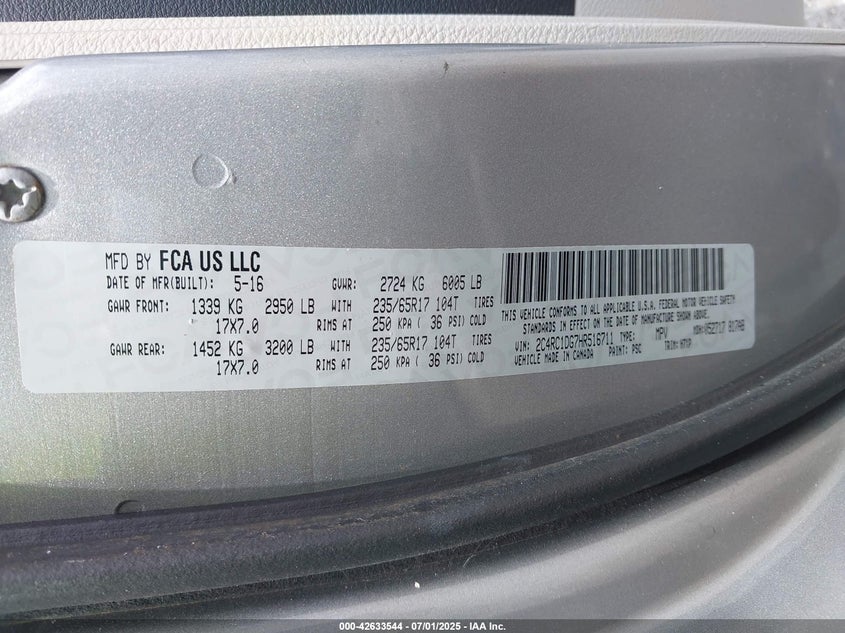 MFD BY FCA US LLC
DATE OF MFR(BUILT): 5-16 GVWR: 2724 KG 6005 LB
GAWR FRONT: 1339 KG 2950 LB WITH 235/65R17 104T TIRES
17X7.0 RIMS AT 250 KPA ( 36 PSI) COLD
GAWR REAR: 1452 KG 3200 LB WITH 235/65R17 104T TIRES
17X7.0 RIMS AT 250 KPA ( 36 PSI) COLD
THIS VEHICLE CONFORMS TO ALL APPLICABLE U.S.A. FEDERAL MOTOR VEHICLE SAFETY
STANDARDS IN EFFECT ON THE DATE OF MANUFACTURE SHOWN ABOVE.
VIN: 2C4RC1DG7HR516711 TYPE: MPV MDH:
MADE IN CANADA PAINT: PSC TRIM:
000-42633544 | 07/01/2025 - IAA Inc.